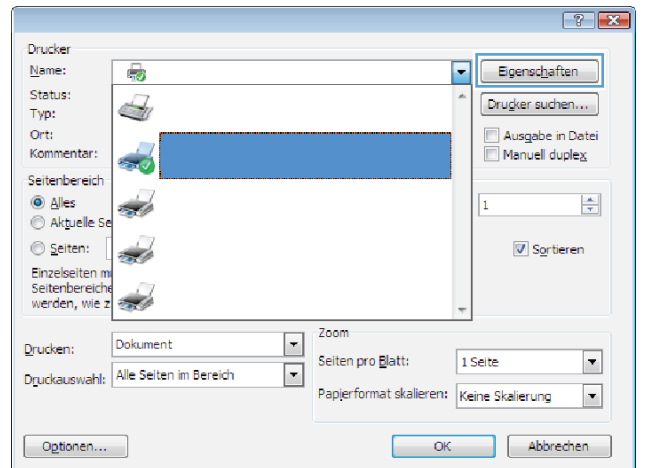 Drucker
Name:
Eigenschaften
Status:
Drucker suchen...
Typ:
Ort:
Ausgabe in Datei
Kommentar:
Manuell duplex
Seitenbereich
Alles
1
Aktuelle Se
Seiten:
Sortieren
Einzelseiten m
Seitenbereiche
werden, wie z
Drucken:
Dokument
Druckauswahl:
Alle Seiten im Bereich
Zoom
Seiten pro Blatt:
1 Seite
Papierformat skalieren:
Keine Skalierung
Optionen...
OK
Abbrechen